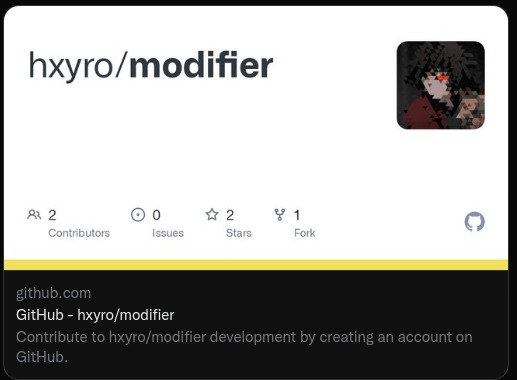 hxyro/modifier
2 0 2 1
Contributors Issues Stars Fork
github.com
GitHub - hxyro/modifier
Contribute to hxyro/modifier development by creating an account on
GitHub.